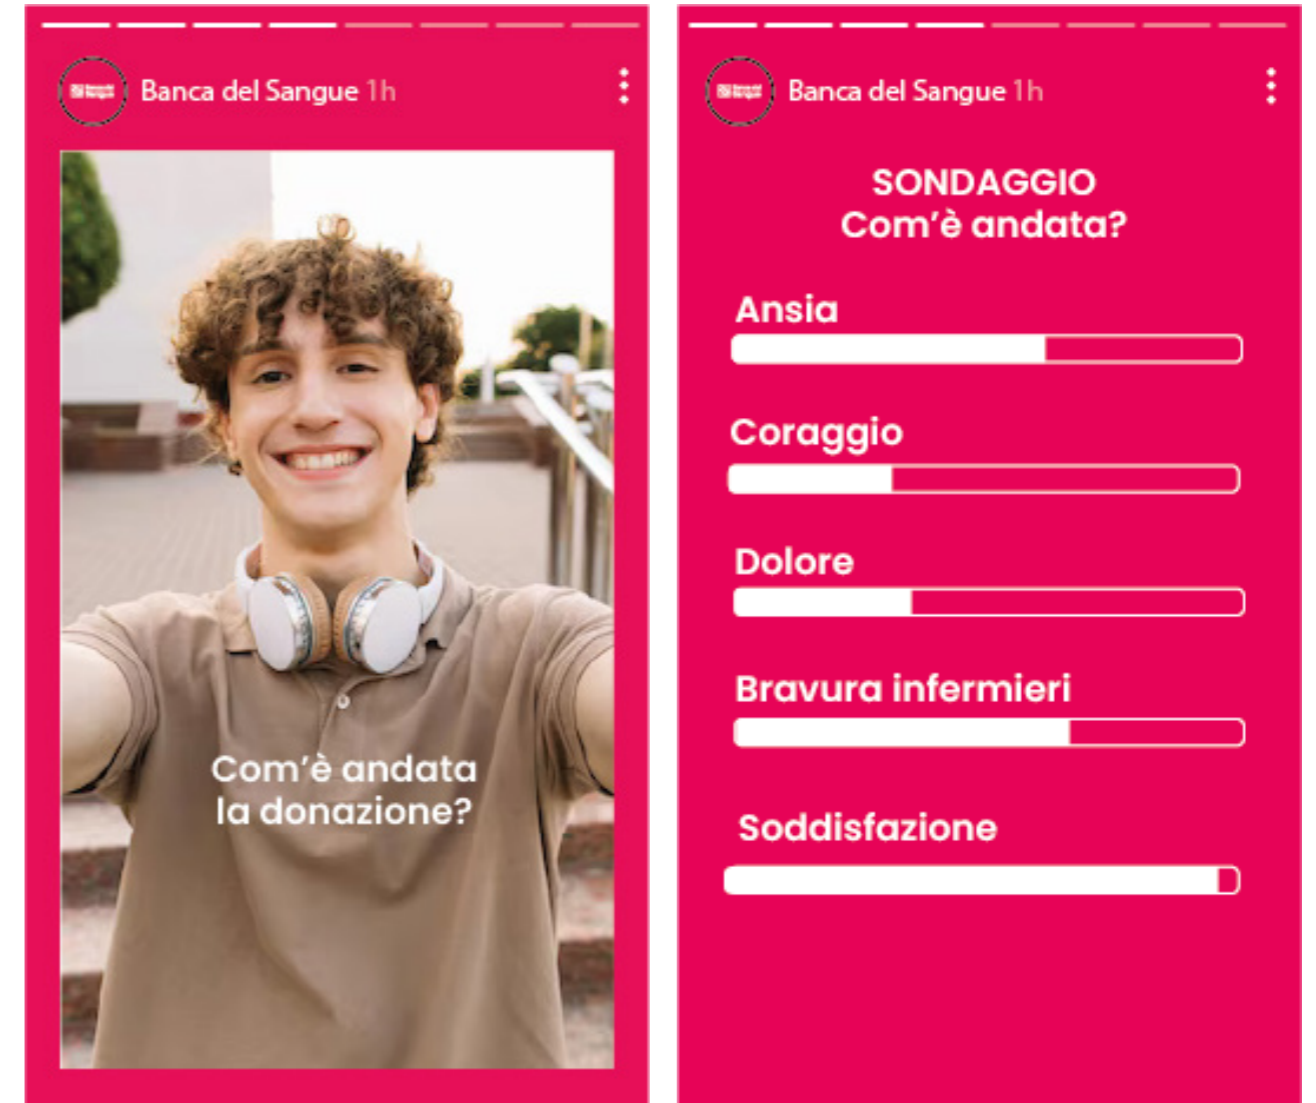 Banca del Sangue 1h
Com’è andata
la donazione?
Banca del Sangue 1h
SONDAGGIO
Com’è andata?
Ansia
Coraggio
Dolore
Bravura infermieri
Soddisfazione